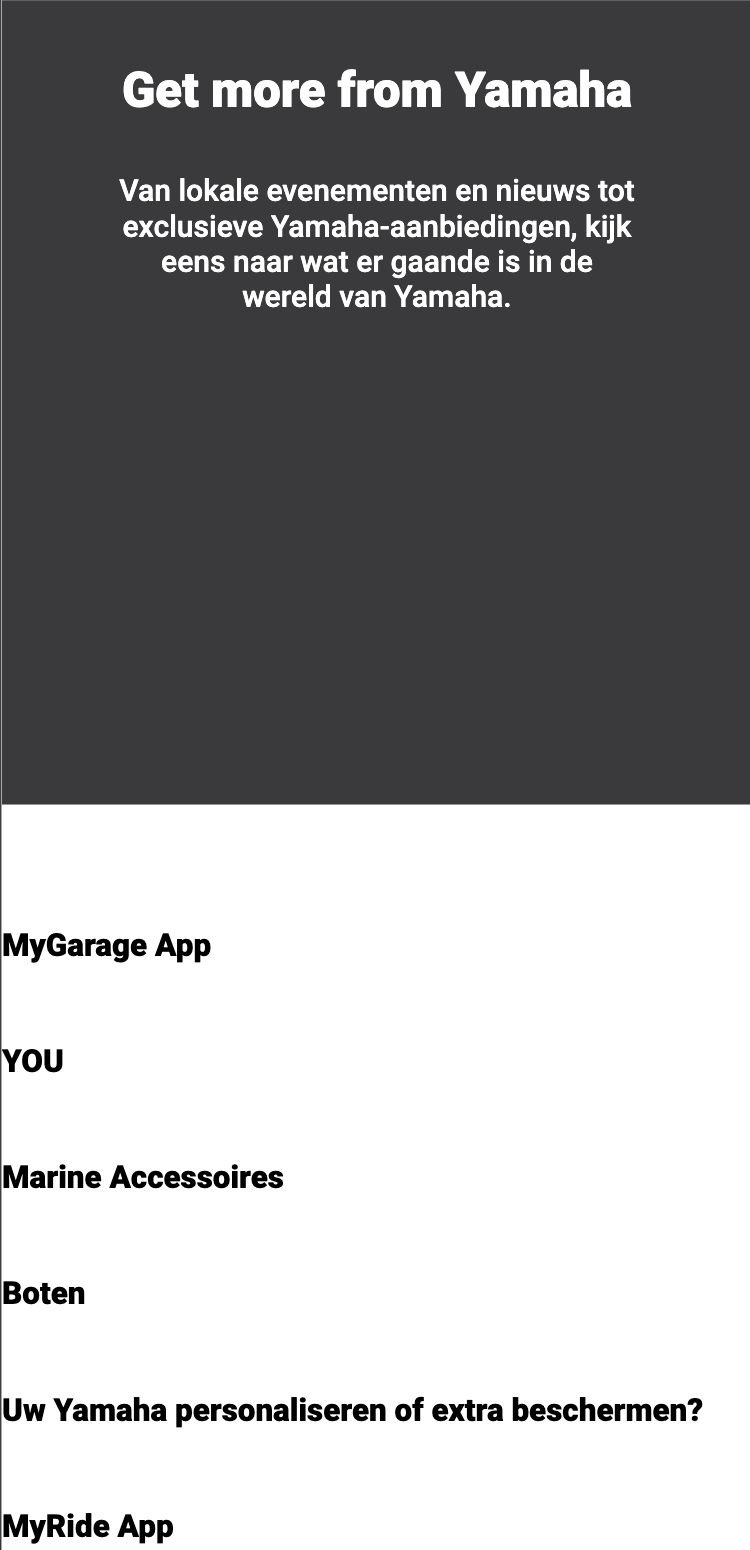 Get more from Yamaha
Van lokale evenementen en nieuws tot
exclusieve Yamaha-aanbiedingen, kijk
eens naar wat er gaande is in de
wereld van Yamaha.
MyGarage App
YOU
Marine Accessoires
Boten
Uw Yamaha personaliseren of extra beschermen?
MyRide App